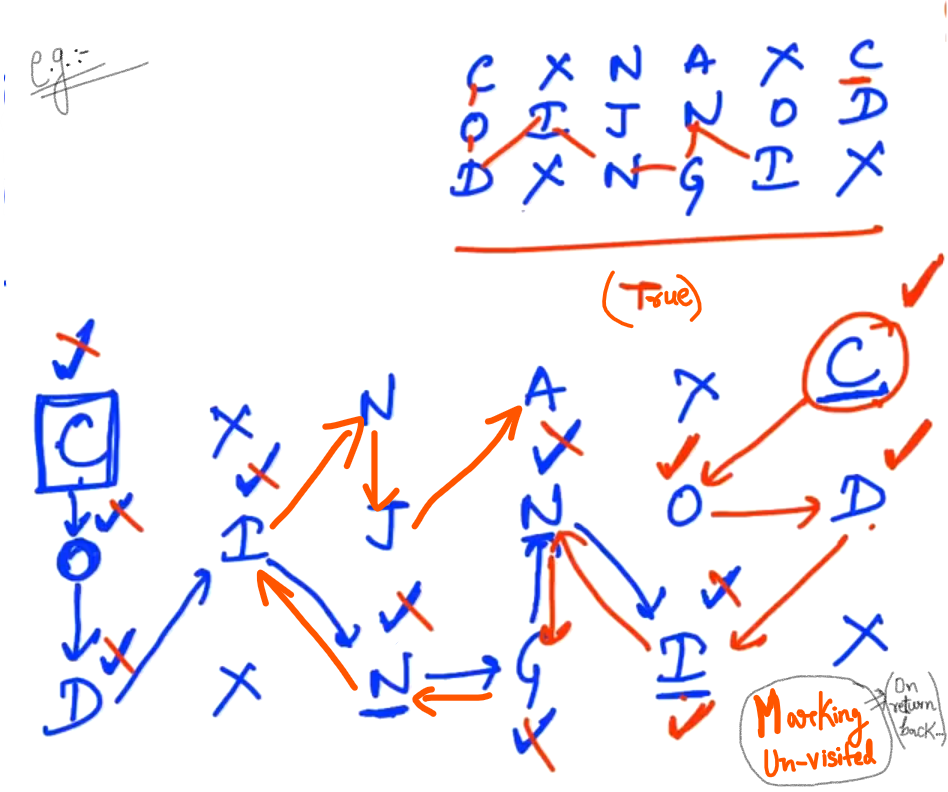 e.g.:-
C X N A X C
O I J N O D
D X N G I X
(True)
C X N A X C
O I J N O D
D X N G I X
Marking
Un-visited
(On
return
back...)